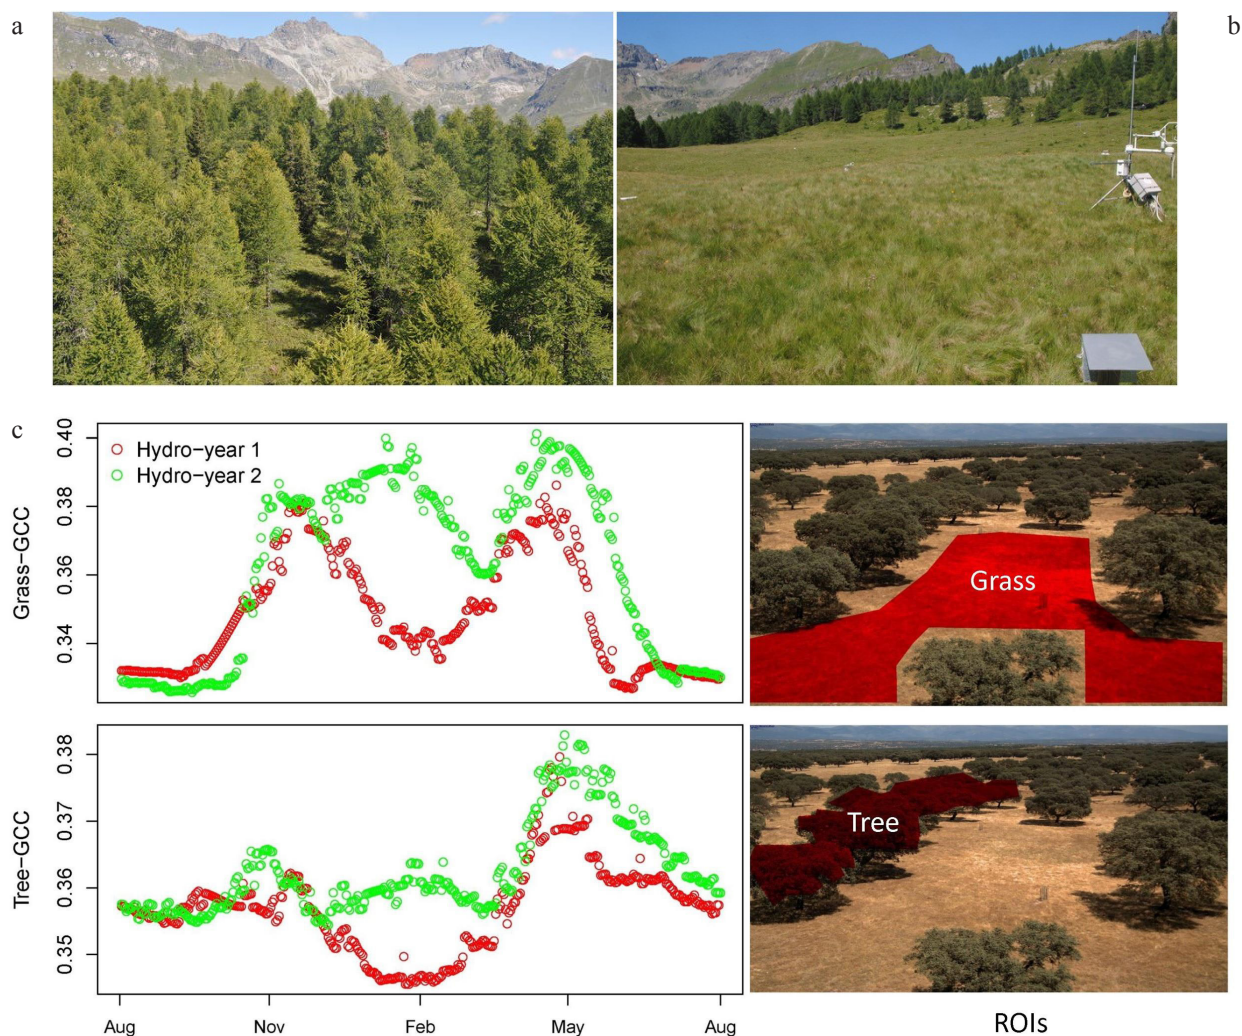 a
b
c
Hydro-year 1
Hydro-year 2
Grass-GCC
0.40
0.38
0.36
0.34
Grass
Tree-GCC
0.38
0.37
0.36
0.35
Tree
Aug
Nov
Feb
May
Aug
ROIs